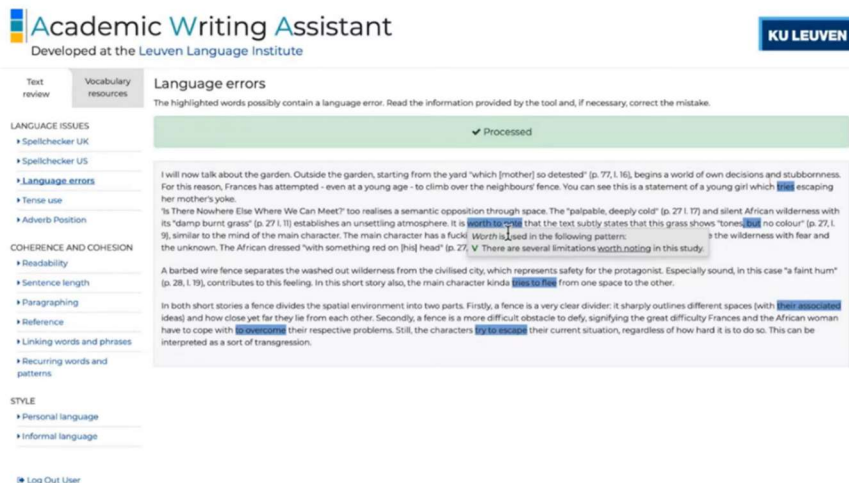 Academic Writing Assistant
Developed at the Leuven Language Institute
KU LEUVEN
Text review
Vocabulary resources
LANGUAGE ISSUES
Spellchecker UK
Spellchecker US
Language errors
Tense use
Adverb Position
COHERENCE AND COHESION
Readability
Sentence length
Paragraphing
Reference
Linking words and phrases
Recurring words and
patterns
STYLE
Personal language
Informal language
Log Out User
Language errors
The highlighted words possibly contain a language error. Read the information provided by the tool and, if necessary, correct the mistake.
✔ Processed
I will now talk about the garden. Outside the garden, starting from the yard "which [mother] so detested" (p. 77, l. 16), begins a world of own decisions and stubbornness.
For this reason, Frances has attempted - even at a young age - to climb over the neighbours' fence. You can see this is a statement of a young girl which tries escaping
her mother's yoke.
'Is There Nowhere Else Where We Can Meet?' too realises a semantic opposition through space. The "palpable, deeply cold" (p. 27 l. 17) and silent African wilderness with
its "damp burnt grass" (p. 27 l. 11) establishes an unsettling atmosphere. It is worth to note that the text subtly states that this grass shows "tones, but no colour" (p. 27, l.
9), similar to the mind of the main character. The main character has a fucki the wilderness with fear and
the unknown. The African dressed "with something red on [his] head" (p. 27,
Worth is used in the following pattern:
√ There are several limitations worth noting in this study.
A barbed wire fence separates the washed out wilderness from the civilised city, which represents safety for the protagonist. Especially sound, in this case "a faint hum"
(p. 28, l. 19), contributes to this feeling. In this short story also, the main character kinda tries to flee from one space to the other.
In both short stories a fence divides the spatial environment into two parts. Firstly, a fence is a very clear divider: it sharply outlines different spaces (with their associated
ideas) and how close yet far they lie from each other. Secondly, a fence is a more difficult obstacle to defy, signifying the great difficulty Frances and the African woman
have to cope with to overcome their respective problems. Still, the characters try to escape their current situation, regardless of how hard it is to do so. This can be
interpreted as a sort of transgression.